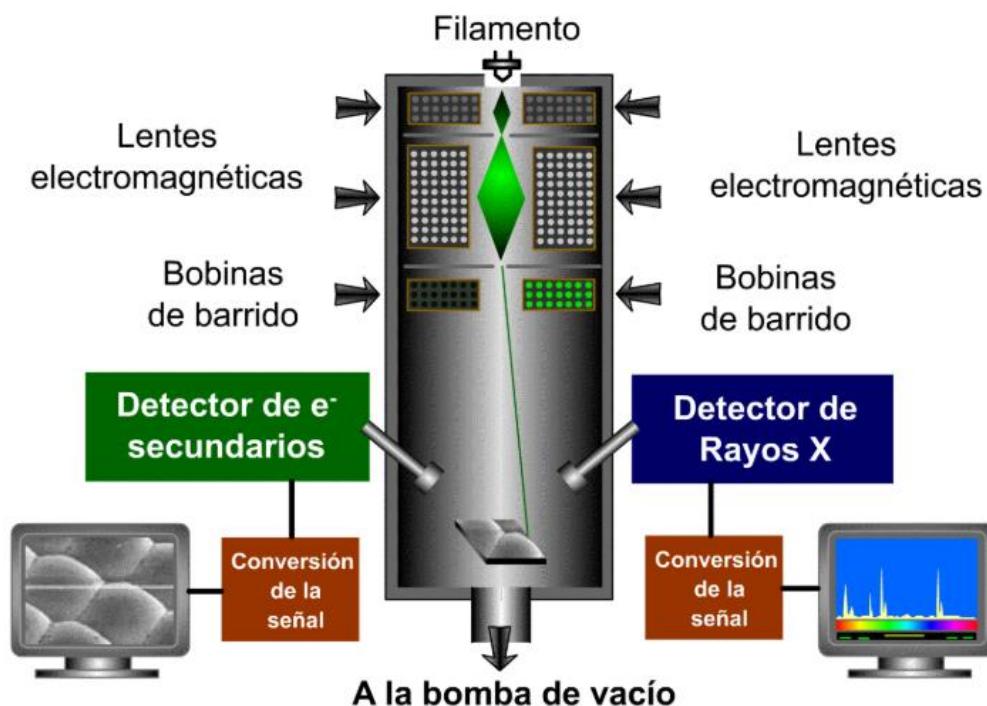 Filamento
Lentes
electromagnéticas
Lentes
electromagnéticas
Bobinas
de barrido
Bobinas
de barrido
Detector de e-
secundarios
Detector de
Rayos X
Conversión
de la
señal
Conversión
de la
señal
A la bomba de vacío